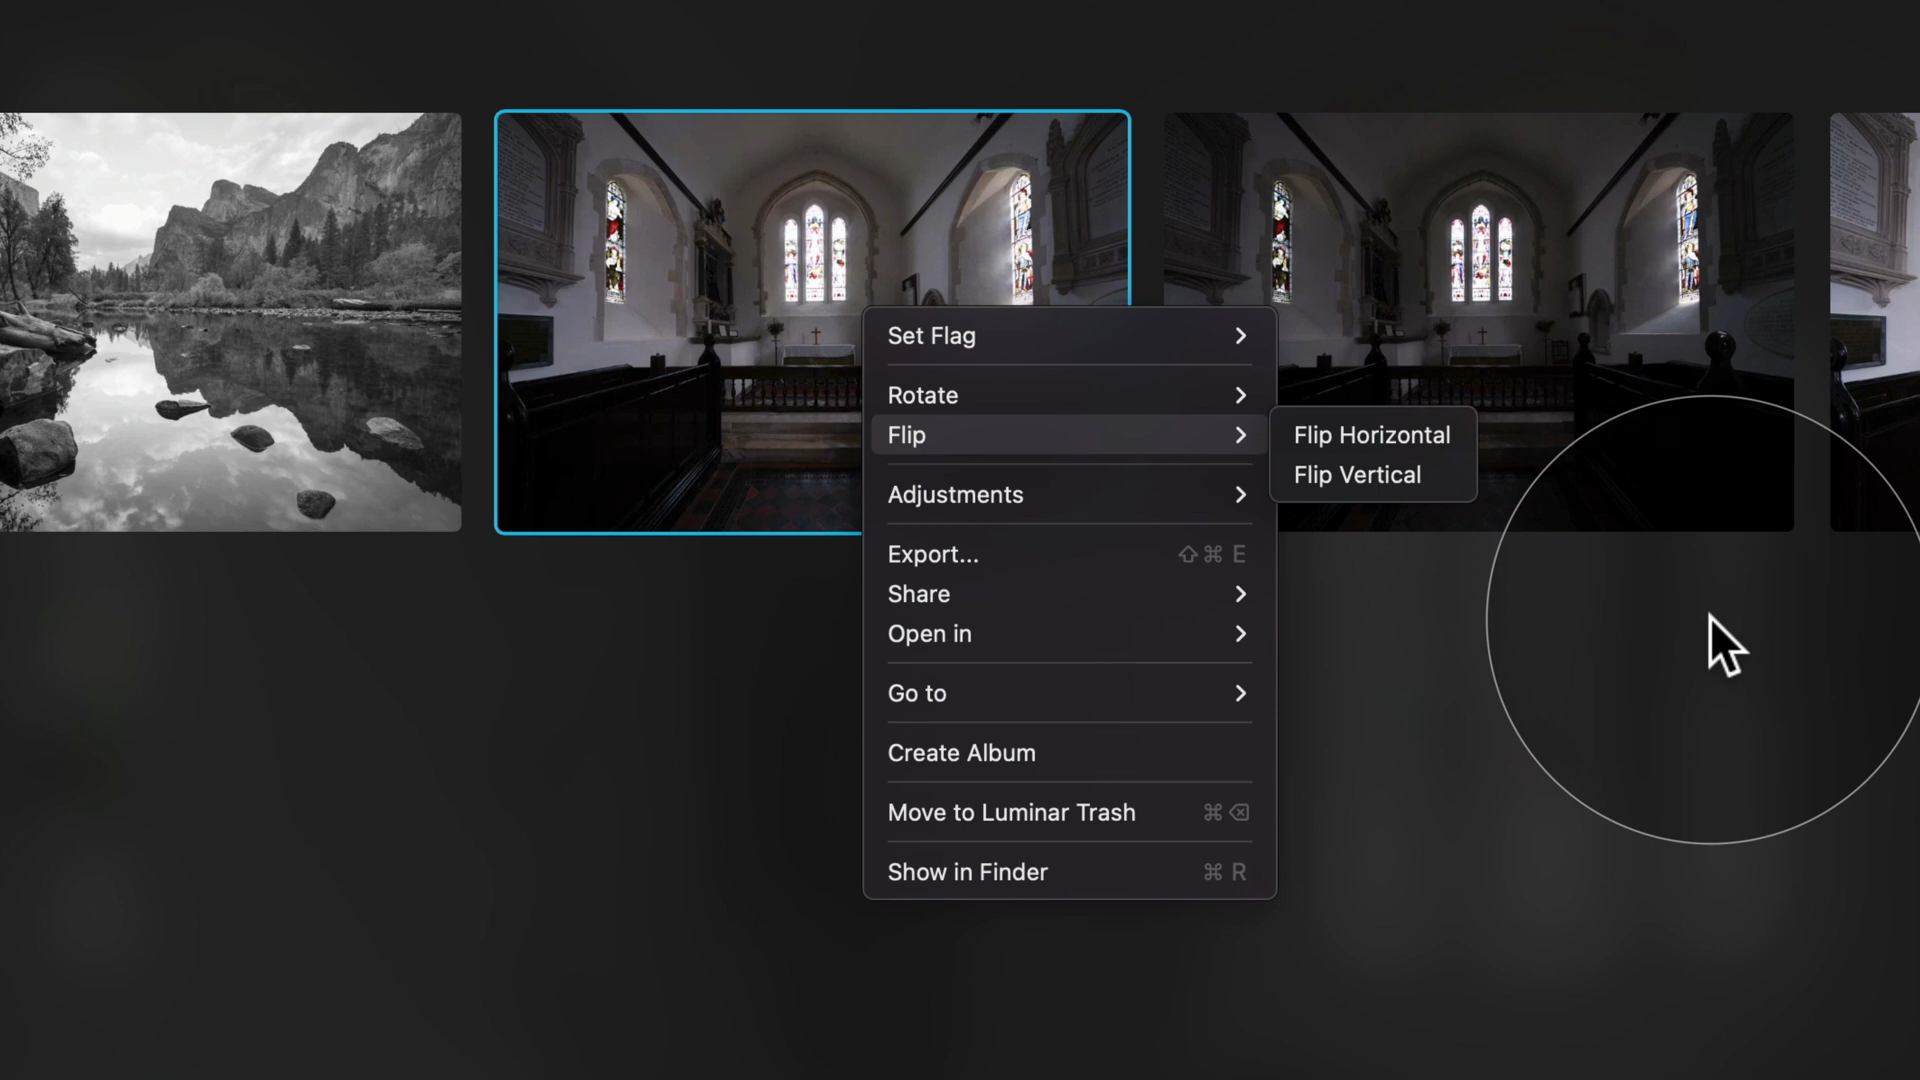 Set Flag
Rotate
Flip
Flip Horizontal
Flip Vertical
Adjustments
Export... ⇧⌘ E
Share
Open in
Go to
Create Album
Move to Luminar Trash ⌘⌫
Show in Finder ⌘ R